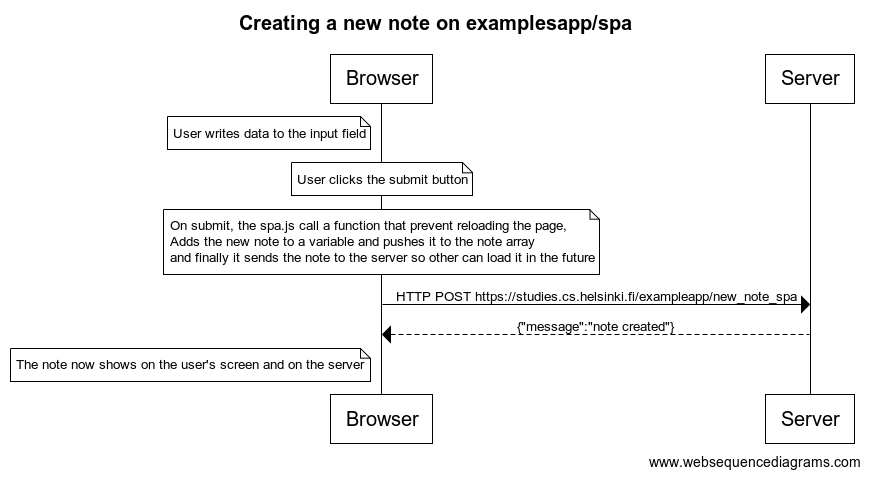 Creating a new note on examplesapp/spa
Browser
Server
User writes data to the input field
User clicks the submit button
On submit, the spa.js call a function that prevent reloading the page,
Adds the new note to a variable and pushes it to the note array
and finally it sends the note to the server so other can load it in the future
HTTP POST https://studies.cs.helsinki.fi/exampleapp/new_note_spa
{"message":"note created"}
The note now shows on the user's screen and on the server
Browser
Server
www.websequencediagrams.com